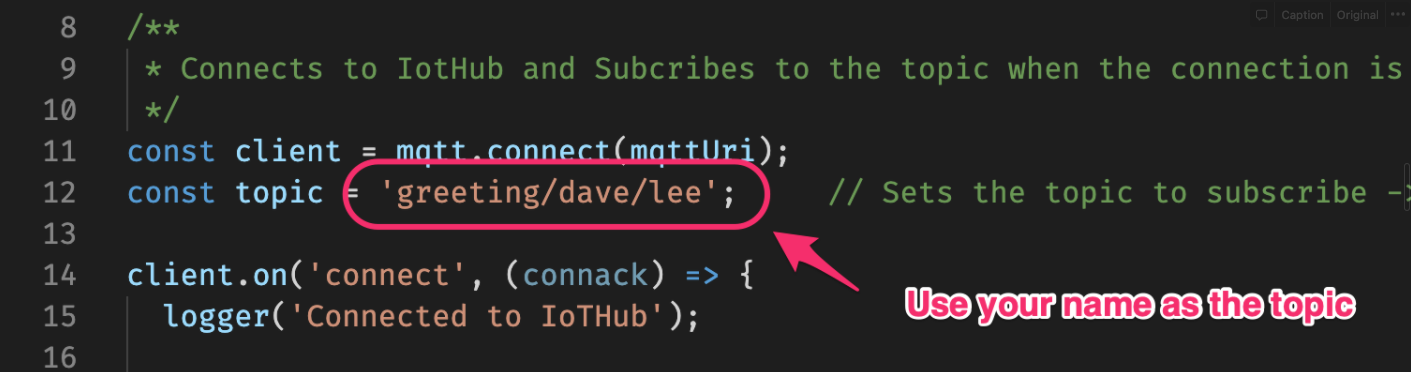 Caption Original
8 /**
9 * Connects to IotHub and Subcribes to the topic when the connection is
10 */
11 const client = mqtt.connect(mqttUri);
12 const topic = 'greeting/dave/lee'; // Sets the topic to subscribe ->
13
14 client.on('connect', (connack) => {
15 logger('Connected to IoTHub');
Use your name as the topic
16